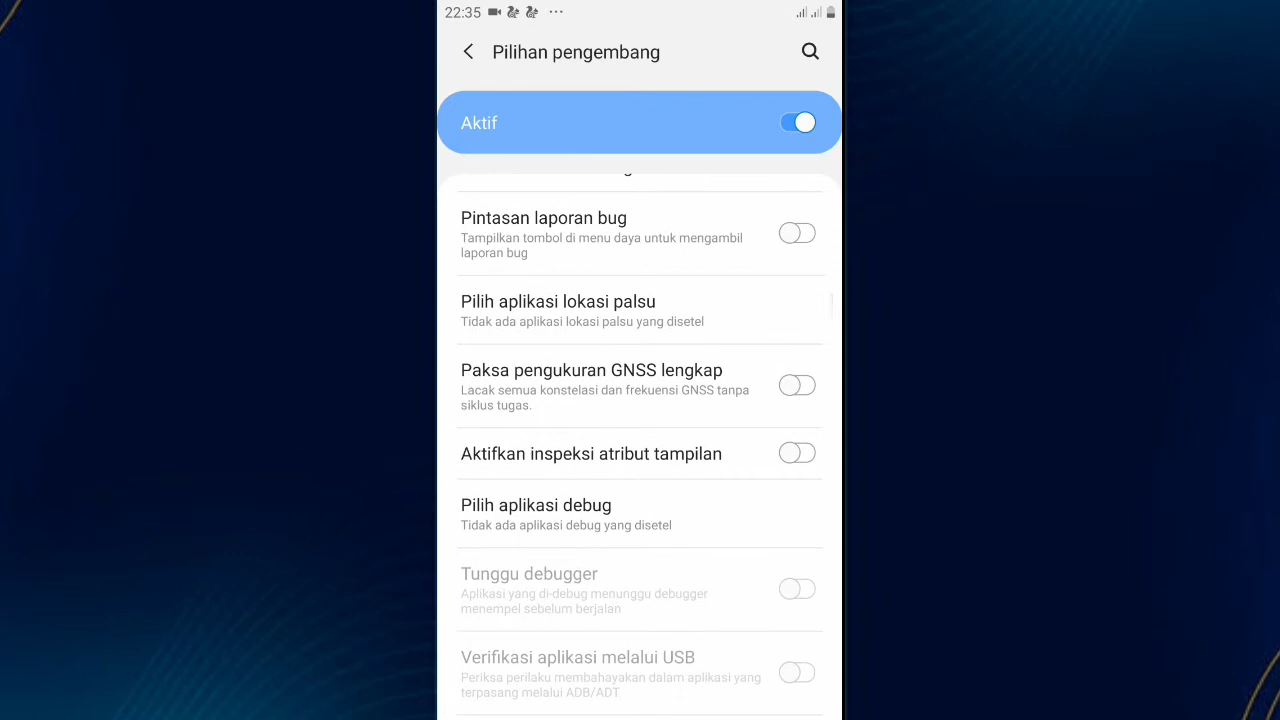 22:35
Pilihan pengembang
Aktif
Pintasan laporan bug
Tampilkan tombol di menu daya untuk mengambil
laporan bug
Pilih aplikasi lokasi palsu
Tidak ada aplikasi lokasi palsu yang disetel
Paksa pengukuran GNSS lengkap
Lacak semua konstelasi dan frekuensi GNSS tanpa
siklus tugas.
Aktifkan inspeksi atribut tampilan
Pilih aplikasi debug
Tidak ada aplikasi debug yang disetel
Tunggu debugger
Aplikasi yang di-debug menunggu debugger
menempel sebelum berjalan
Verifikasi aplikasi melalui USB
Periksa perilaku membahayakan dalam aplikasi yang
terpasang melalui ADB/ADT